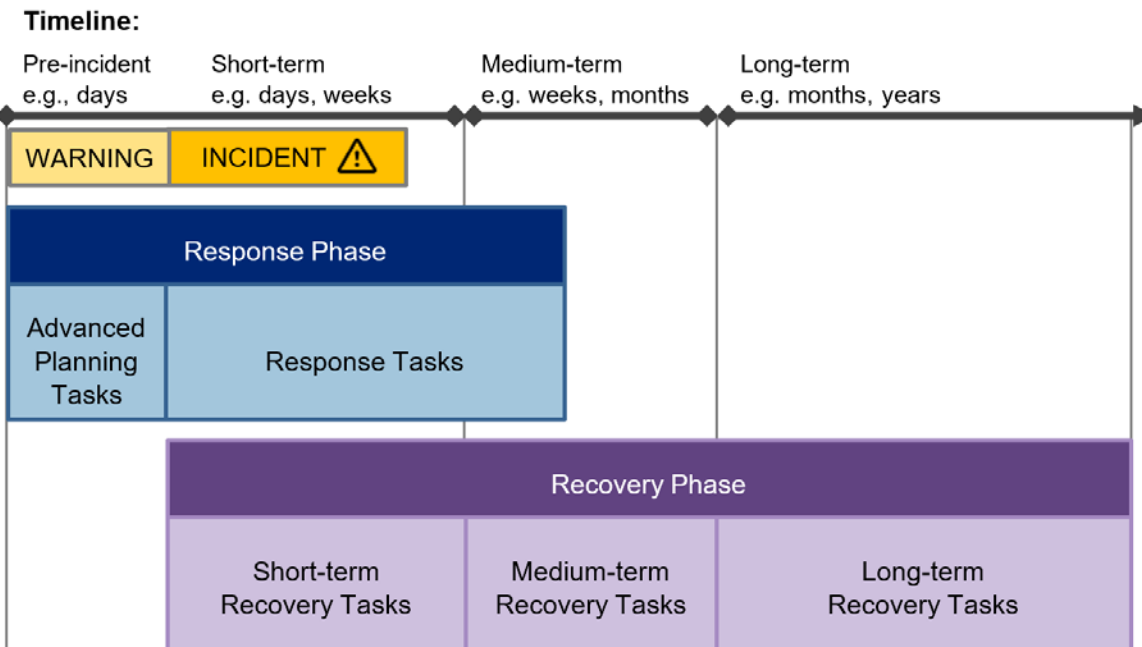 Timeline:
Pre-incident
e.g., days
Short-term
e.g. days, weeks
Medium-term
e.g. weeks, months
Long-term
e.g. months, years
WARNING
INCIDENT
Response Phase
Advanced
Planning
Tasks
Response Tasks
Recovery Phase
Short-term
Recovery Tasks
Medium-term
Recovery Tasks
Long-term
Recovery Tasks